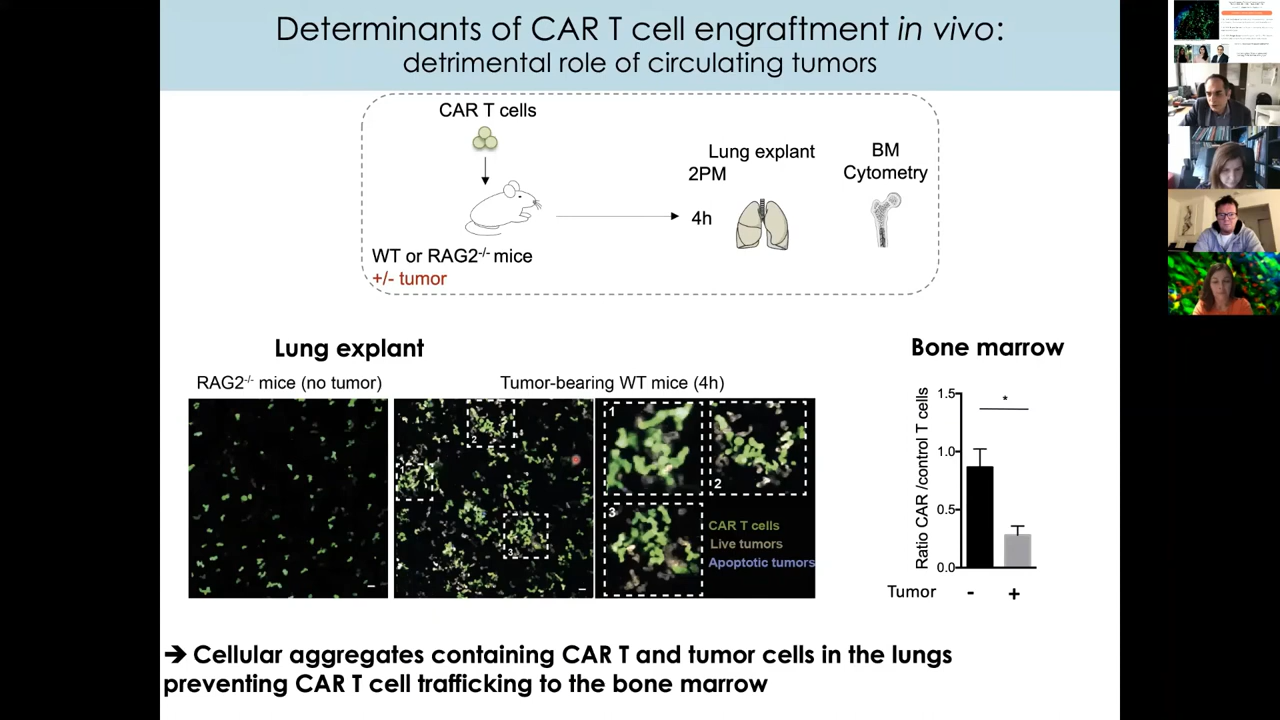 Determinants of CAR T cell engraftment in vivo:
detrimental role of circulating tumors
CAR T cells
WT or RAG2-/- mice
+/- tumor
Lung explant
2PM
4h
BM
Cytometry
Lung explant
RAG2-/- mice (no tumor)
Tumor-bearing WT mice (4h)
1
2
3
1
2
3
CAR T cells
Live tumors
Apoptotic tumors
Bone marrow
Ratio CAR /control T cells
1.5
1.0
0.5
0.0
*
Tumor - +
➔ Cellular aggregates containing CAR T and tumor cells in the lungs
preventing CAR T cell trafficking to the bone marrow